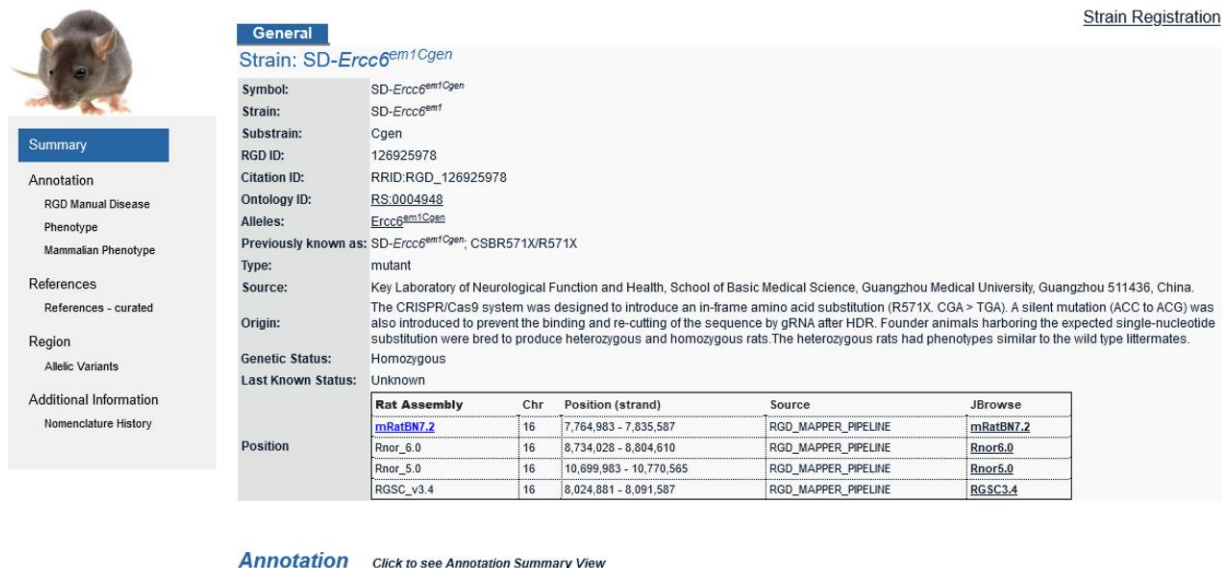 Strain Registration
General
Strain: SD-Ercc6em1Cgen
Summary
Annotation
RGD Manual Disease
Phenotype
Mammalian Phenotype
References
References - curated
Region
Allelic Variants
Additional Information
Nomenclature History
Symbol: SD-Ercc6em1Cgen
Strain: SD-Ercc6em1
Substrain: Cgen
RGD ID: 126925978
Citation ID: RRID:RGD_126925978
Ontology ID: RS:0004948
Alleles: Ercc6em1Cgen
Previously known as: SD-Ercc6em1Cgen; CSBR571X/R571X
Type: mutant
Source: Key Laboratory of Neurological Function and Health, School of Basic Medical Science, Guangzhou Medical University, Guangzhou 511436, China.
Origin: The CRISPR/Cas9 system was designed to introduce an in-frame amino acid substitution (R571X. CGA > TGA). A silent mutation (ACC to ACG) was
also introduced to prevent the binding and re-cutting of the sequence by gRNA after HDR. Founder animals harboring the expected single-nucleotide
substitution were bred to produce heterozygous and homozygous rats.The heterozygous rats had phenotypes similar to the wild type littermates.
Genetic Status: Homozygous
Last Known Status: Unknown
Position
Rat Assembly Chr Position (strand) Source JBrowse
mRatBN7.2 16 7,764,983 - 7,835,587 RGD_MAPPER_PIPELINE mRatBN7.2
Rnor_6.0 16 8,734,028 - 8,804,610 RGD_MAPPER_PIPELINE Rnor6.0
Rnor_5.0 16 10,699,983 - 10,770,565 RGD_MAPPER_PIPELINE Rnor5.0
RGSC_v3.4 16 8,024,881 - 8,091,587 RGD_MAPPER_PIPELINE RGSC3.4
Annotation Click to see Annotation Summary View